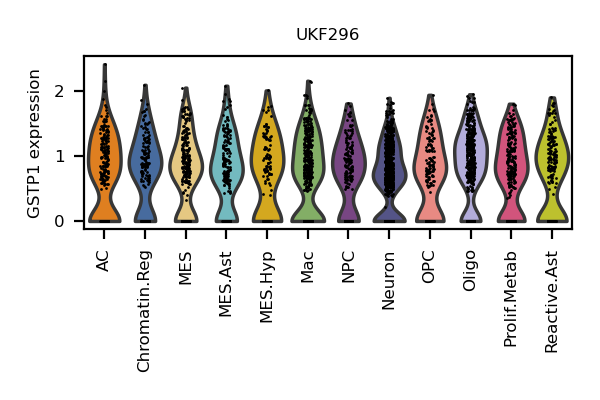 UKF296
GSTP1 expression
2
1
0
AC
Chromatin.Reg
MES
MES.Ast
MES.Hyp
Mac
NPC
Neuron
OPC
Oligo
Prolif.Metab
Reactive.Ast